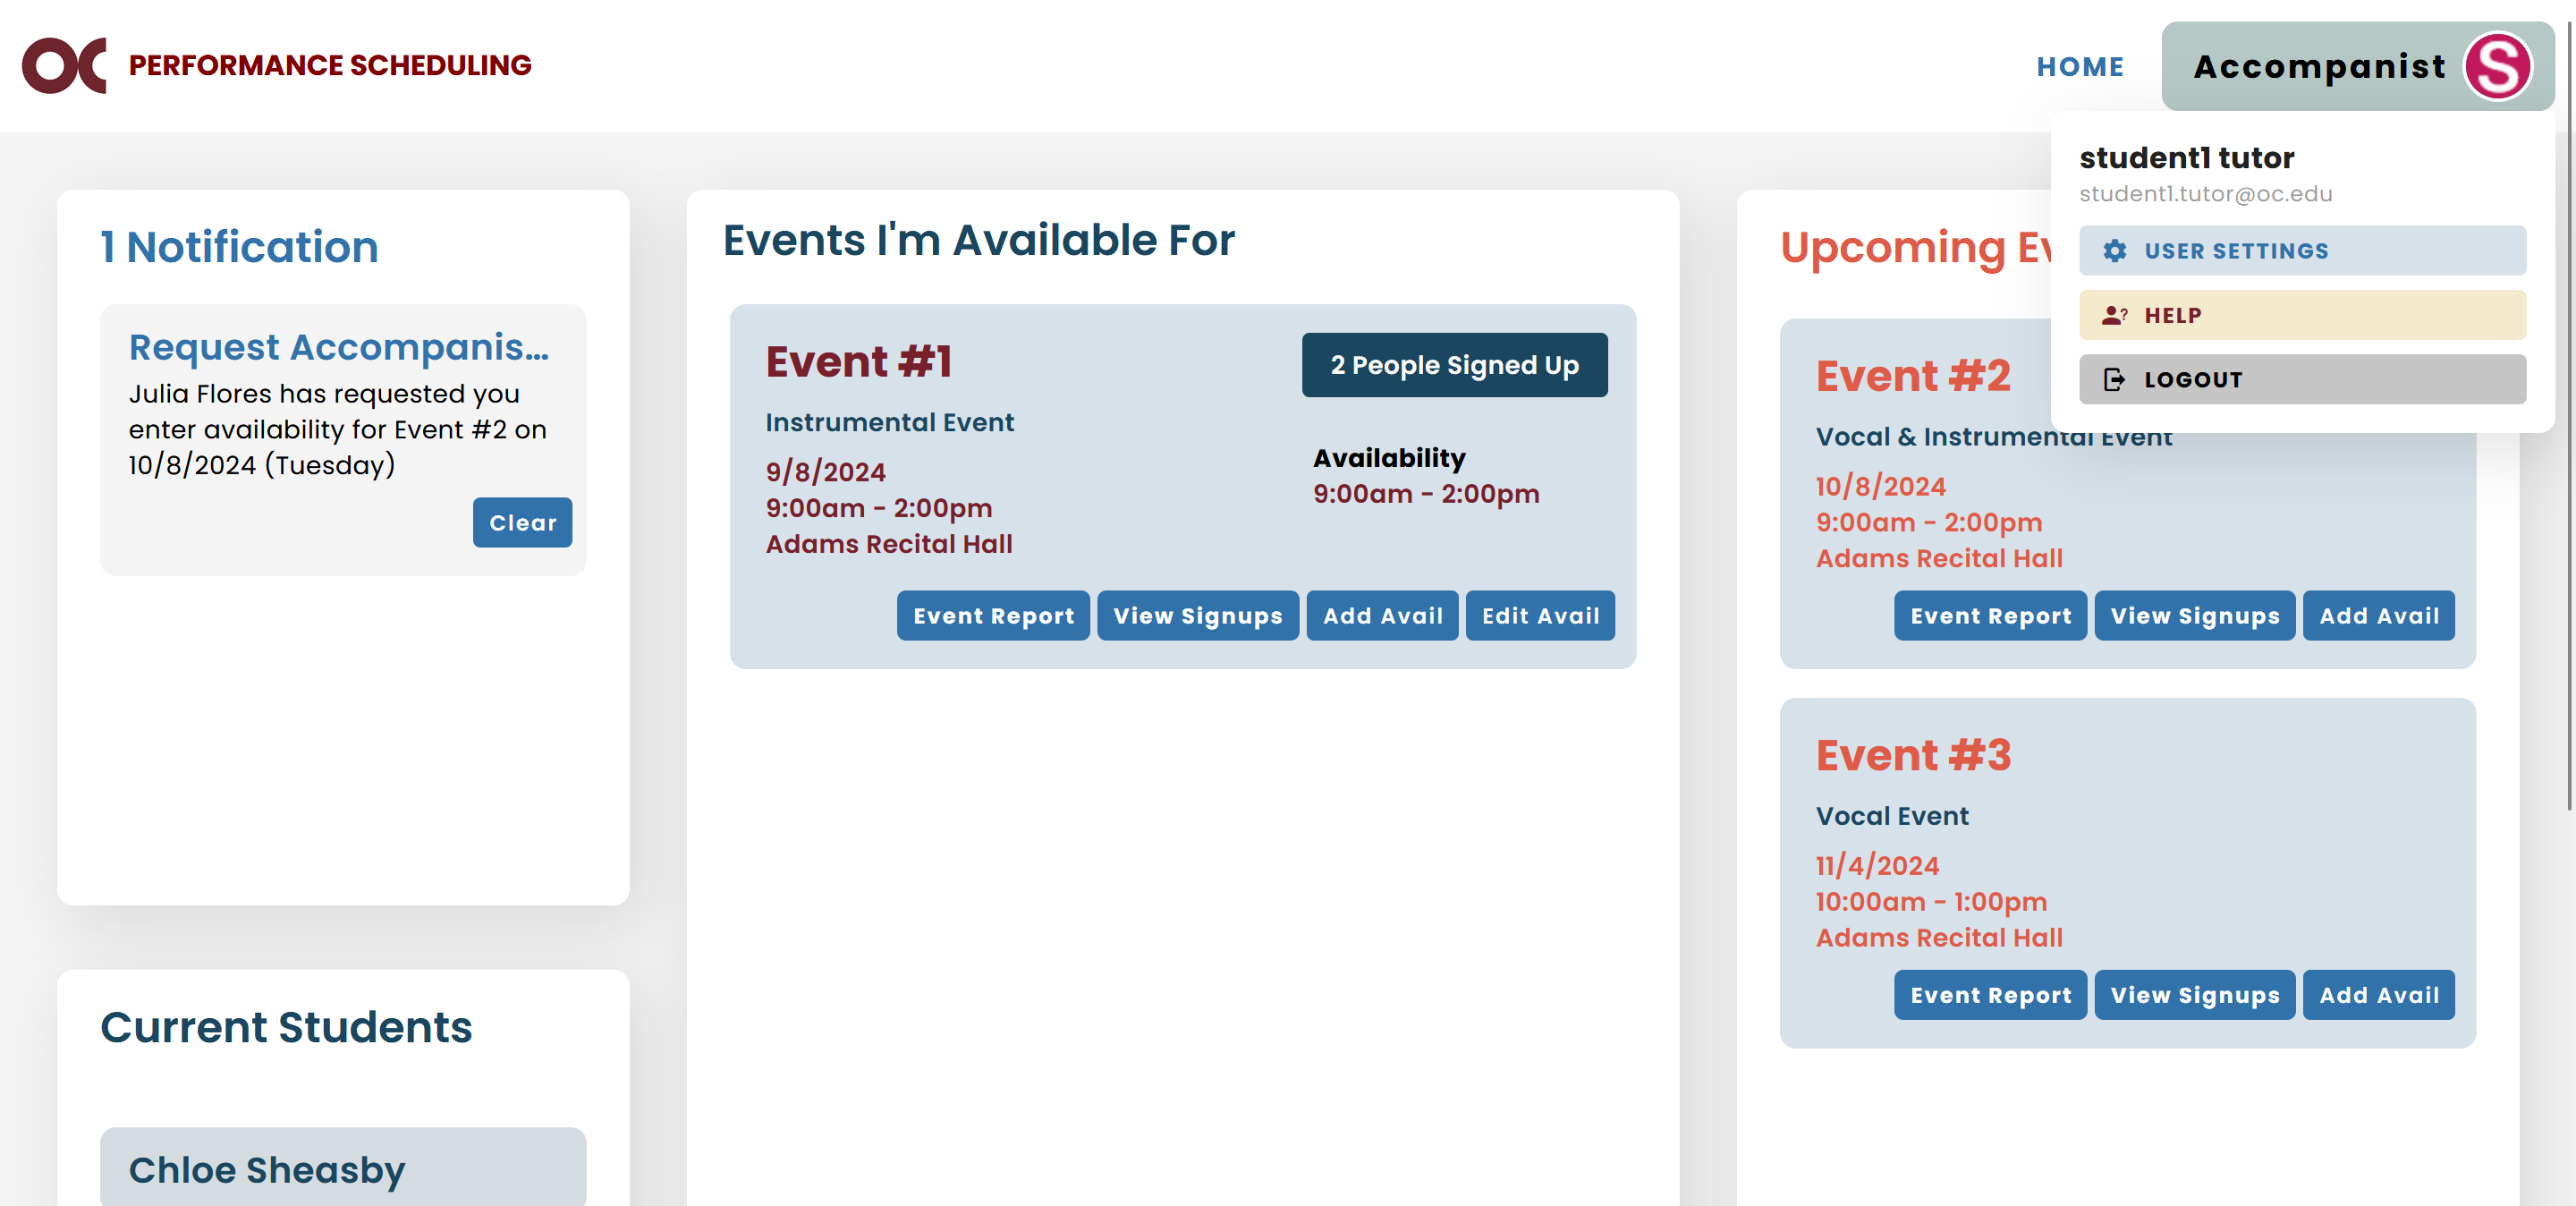 OC PERFORMANCE SCHEDULING
HOME
Accompanist
S
student1 tutor
student1.tutor@oc.edu
USER SETTINGS
HELP
LOGOUT
1 Notification
Request Accompanis...
Julia Flores has requested you
enter availability for Event #2 on
10/8/2024 (Tuesday)
Clear
Current Students
Chloe Sheasby
Events I'm Available For
Event #1
2 People Signed Up
Instrumental Event
9/8/2024
9:00am - 2:00pm
Adams Recital Hall
Availability
9:00am - 2:00pm
Event Report
View Signups
Add Avail
Edit Avail
Upcoming Ev
Event #2
Vocal & Instrumental Event
10/8/2024
9:00am - 2:00pm
Adams Recital Hall
Event Report
View Signups
Add Avail
Event #3
Vocal Event
11/4/2024
10:00am - 1:00pm
Adams Recital Hall
Event Report
View Signups
Add Avail